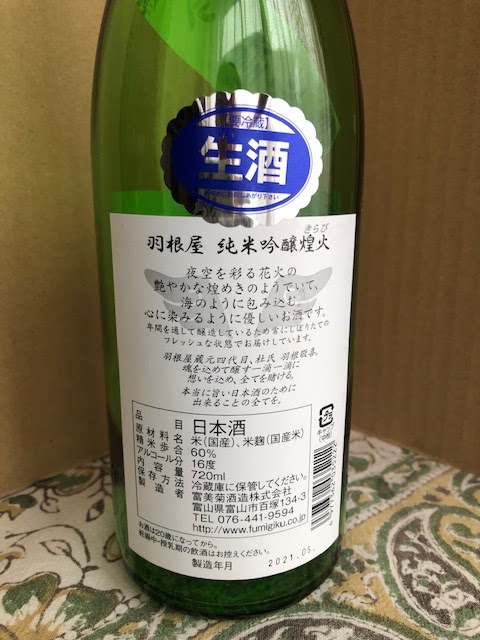 【要冷蔵】
生酒
羽根屋 純米吟醸煌火
きらび
夜空を彩る花火の
艶やかな煌めきのようでいて、
海のように包み込む、
心に染みるように優しいお酒です。
年間を通して醸造しているため常にしぼりたての
フレッシュな状態でお届けしています。
羽根屋蔵元四代目、杜氏 羽根敬喜。
魂を込めて醸す一滴一滴に
想いを込め、全てを賭ける。
本当に旨い日本酒のために
出来ることの全てを。
品目 日本酒
原材料名 米(国産)、米麹(国産米)
精米歩合 60%
アルコール分 16度
内容量 720ml
保存方法 冷蔵庫に保管してください。
製造者 富美菊酒造株式会社
富山県富山市百塚134-3
TEL 076-441-9594
http://www.fumigiku.co.jp
お酒は20歳になってから。
妊娠中・授乳期の飲酒はお控えください。
製造年月 2021.05.